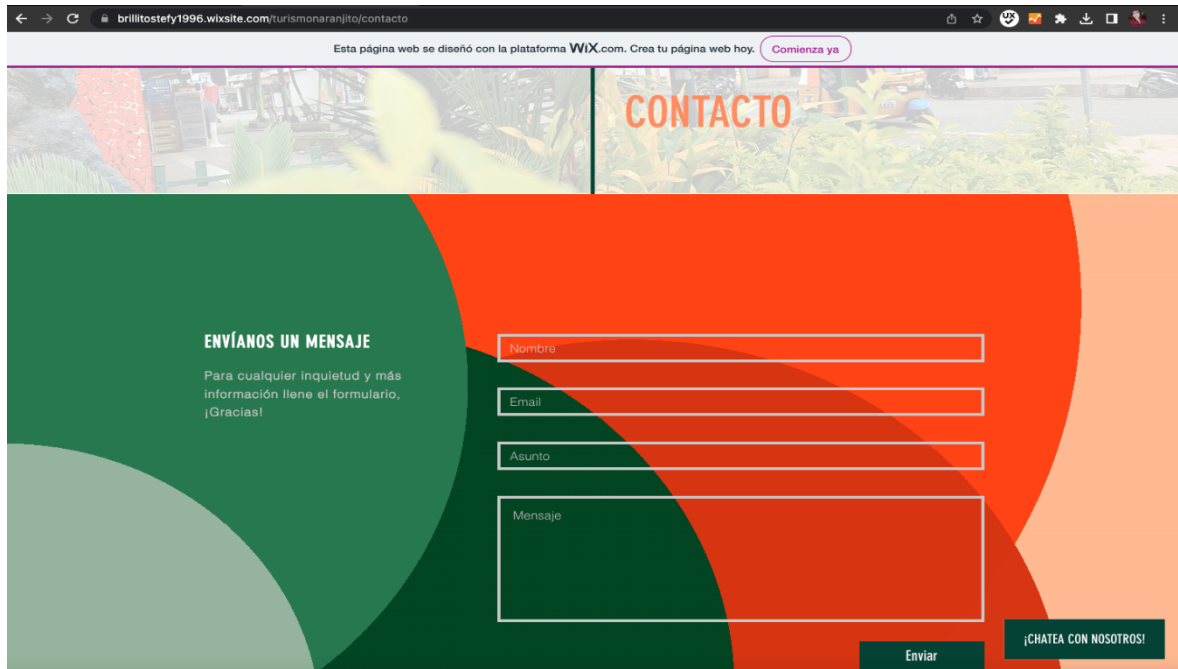 brillitostefy1996.wixsite.com/turismonaranjito/contacto
UX
Esta página web se diseñó con la plataforma WiX.com. Crea tu página web hoy. Comienza ya
CONTACTO
ENVÍANOS UN MENSAJE
Para cualquier inquietud y más
información llene el formulario,
¡Gracias!
Nombre
Email
Asunto
Mensaje
Enviar
¡CHATEA CON NOSOTROS!